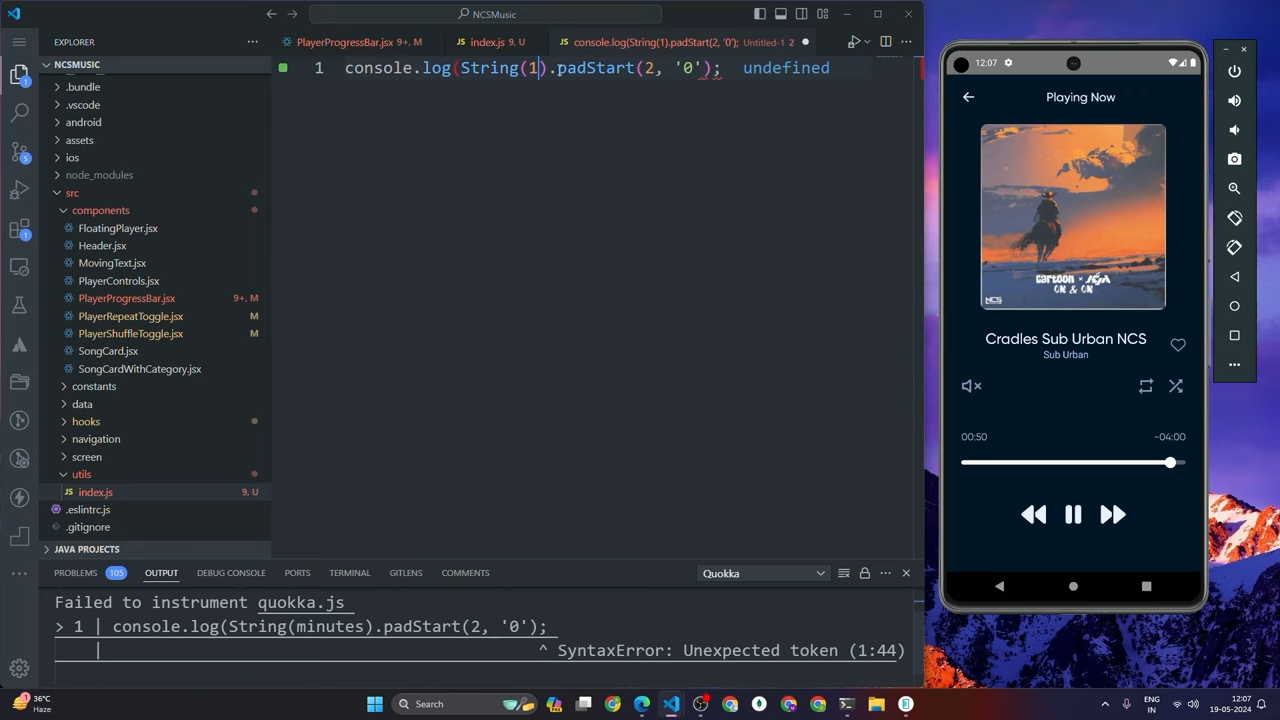 NCSMusic
EXPLORER
PlayerProgressBar.jsx 9+, M
index.js 9, U
console.log(String(1).padStart(2, '0'); Untitled-1 2
NCSMUSIC
1 console.log(String(1).padStart(2, '0'); undefined
.bundle
.vscode
android
assets
ios
node_modules
src
components
FloatingPlayer.jsx
Header.jsx
MovingText.jsx
PlayerControls.jsx
PlayerProgressBar.jsx 9+, M
PlayerRepeatToggle.jsx M
PlayerShuffleToggle.jsx M
SongCard.jsx
SongCardWithCategory.jsx
constants
data
hooks
navigation
screen
utils
JS index.js 9, U
.eslintrc.js
.gitignore
JAVA PROJECTS
1
5
1
PROBLEMS 105 OUTPUT DEBUG CONSOLE PORTS TERMINAL GITLENS COMMENTS
Quokka
Failed to instrument quokka.js
> 1 | console.log(String(minutes).padStart(2, '0');
| ^ SyntaxError: Unexpected token (1:44)
12:07
Playing Now
cartoon × JÉJA
ON & ON
NCS
Cradles Sub Urban NCS
Sub Urban
00:50 -04:00
1
36°C
Haze
Search
ENG
IN
12:07
19-05-2024